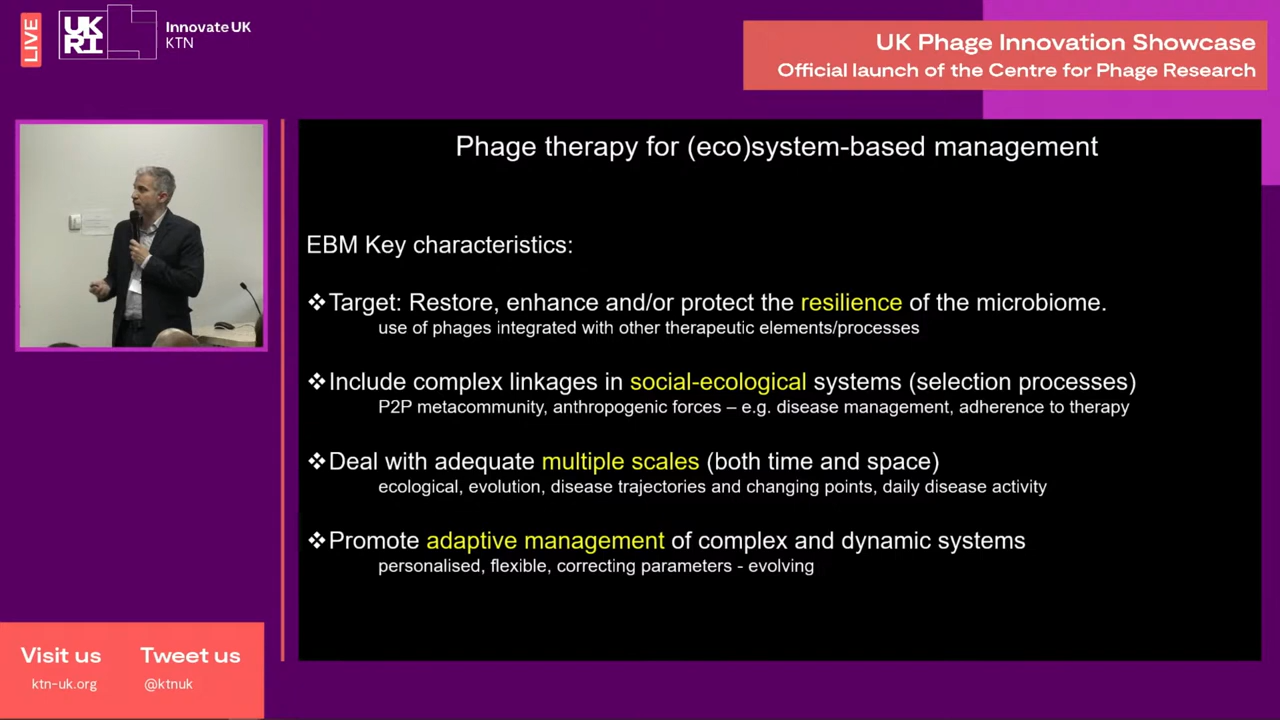 LIVE
UK
RI
Innovate UK
KTN
UK Phage Innovation Showcase
Official launch of the Centre for Phage Research
Phage therapy for (eco)system-based management
EBM Key characteristics:
❖Target: Restore, enhance and/or protect the resilience of the microbiome.
use of phages integrated with other therapeutic elements/processes
❖Include complex linkages in social-ecological systems (selection processes)
P2P metacommunity, anthropogenic forces – e.g. disease management, adherence to therapy
❖Deal with adequate multiple scales (both time and space)
ecological, evolution, disease trajectories and changing points, daily disease activity
❖Promote adaptive management of complex and dynamic systems
personalised, flexible, correcting parameters - evolving
Visit us
ktn-uk.org
Tweet us
@ktnuk